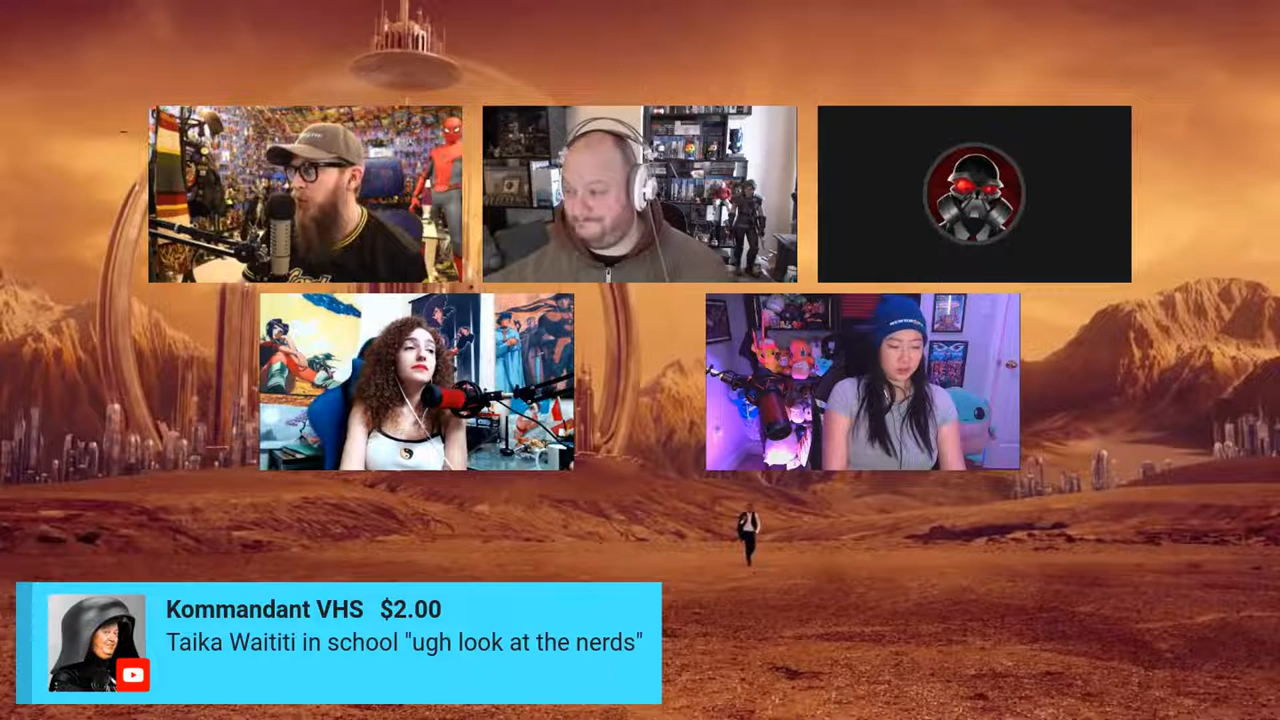 Kommandant VHS $2.00
Taika Waititi in school "ugh look at the nerds"